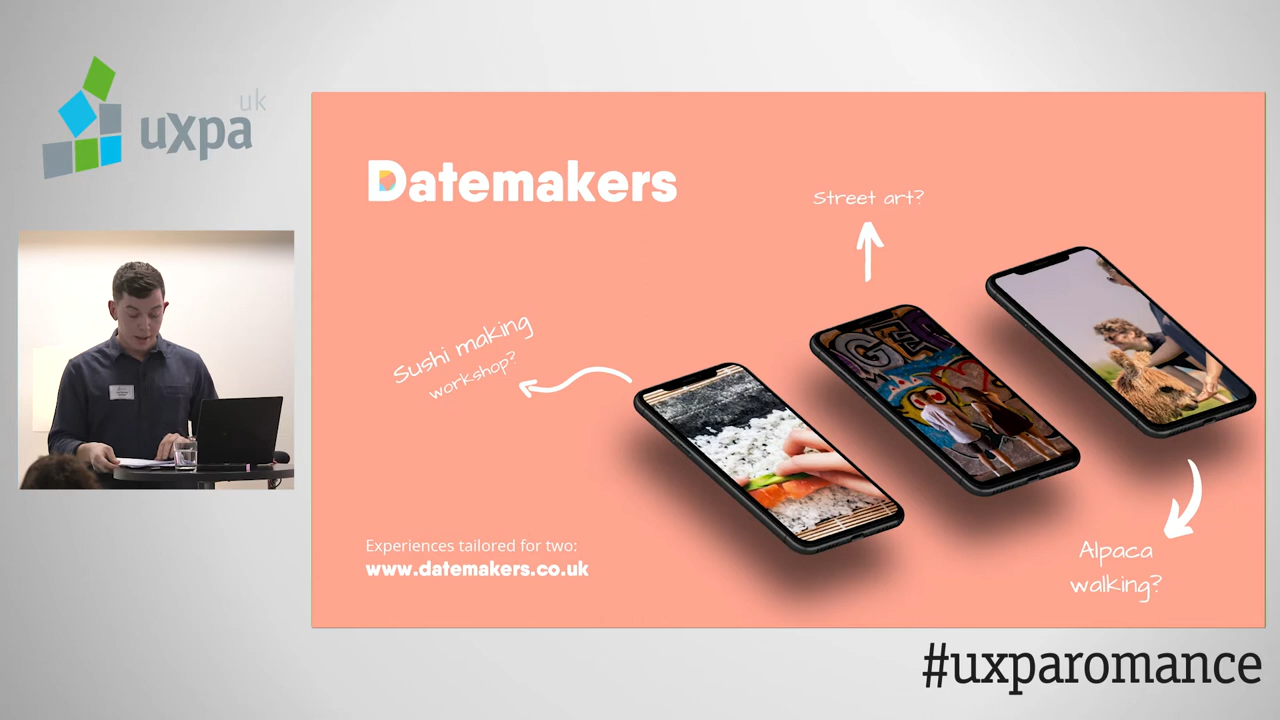 uxpa uk
Datemakers
Street art?
Sushi making
workshop?
Alpaca
walking?
Experiences tailored for two:
www.datemakers.co.uk
#uxparomance